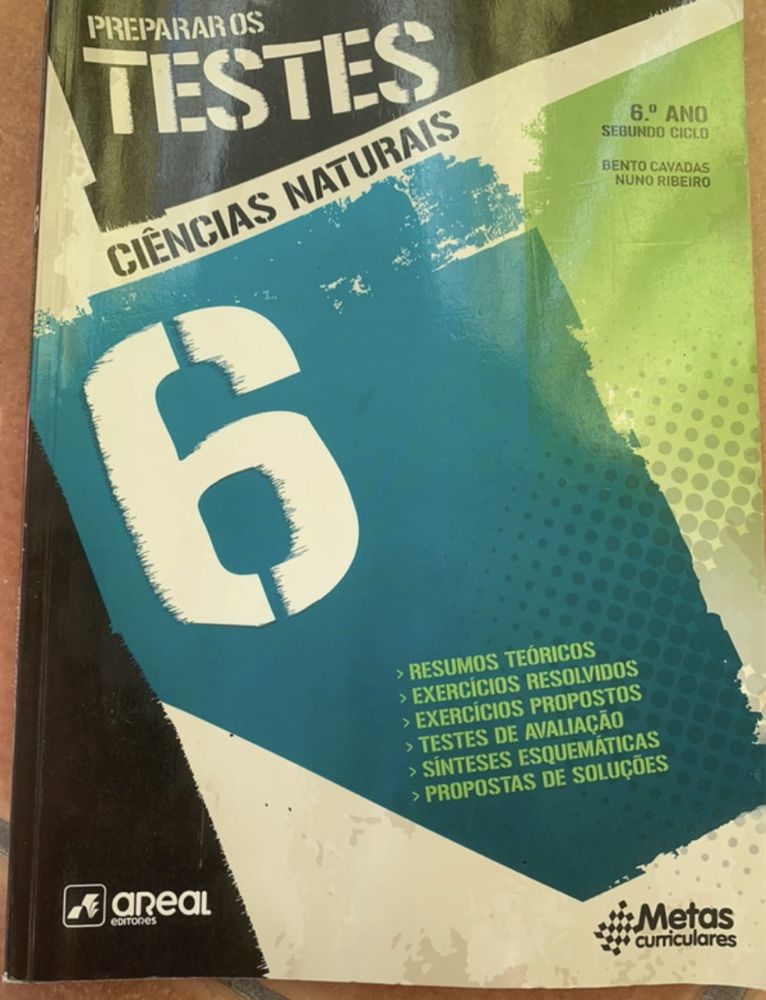 PREPARAR OS
TESTES
CIÊNCIAS NATURAIS
6.º ANO
SEGUNDO CICLO
BENTO CAVADAS
NUNO RIBEIRO
6
> RESUMOS TEÓRICOS
> EXERCÍCIOS RESOLVIDOS
> EXERCÍCIOS PROPOSTOS
> TESTES DE AVALIAÇÃO
> SÍNTESES ESQUEMÁTICAS
> PROPOSTAS DE SOLUÇÕES
areal
EDITORES
Metas
curriculares